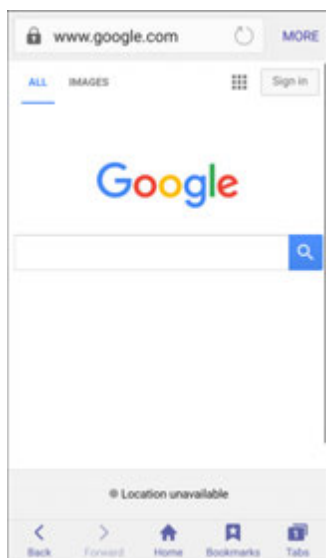 www.google.com MORE
ALL IMAGES Sign in
Google
Location unavailable
Back Forward Home Bookmarks Tabs